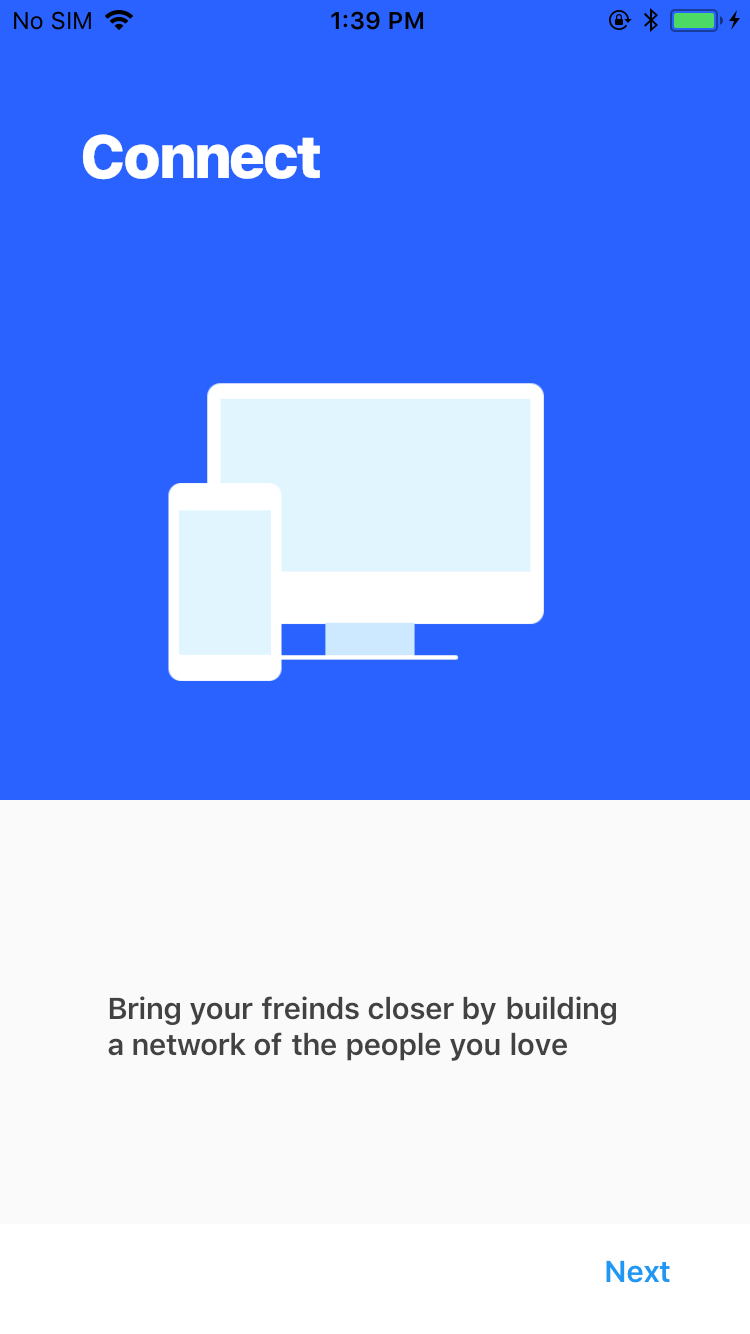 No SIM 1:39 PM
Connect
Bring your freinds closer by building
a network of the people you love
Next